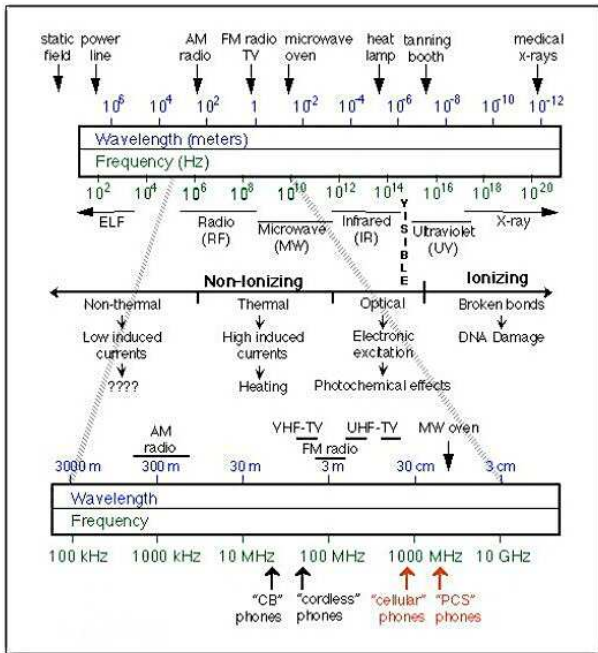 static power AM FM radio microwave heat tanning medical
field line radio TV oven lamp booth x-rays
10^6 10^4 10^2 1 10^-2 10^-4 10^-6 10^-8 10^-10 10^-12
Wavelength (meters)
Frequency (Hz)
10^2 10^4 10^6 10^8 10^10 10^12 10^14 10^16 10^18 10^20
ELF Radio (RF) Microwave (MW) Infrared (IR) VISIBLE Ultraviolet (UV) X-ray
Non-Ionizing Ionizing
Non-thermal Thermal Optical Broken bonds
Low induced High induced Electronic DNA Damage
currents currents excitation
???? Heating Photochemical effects
AM VHF-TV UHF-TV MW oven
radio FM radio
3000 m 300 m 30 m 3 m 30 cm 3 cm
Wavelength
Frequency
100 kHz 1000 kHz 10 MHz 100 MHz 1000 MHz 10 GHz
"CB" "cordless" "cellular" "PCS"
phones phones phones phones